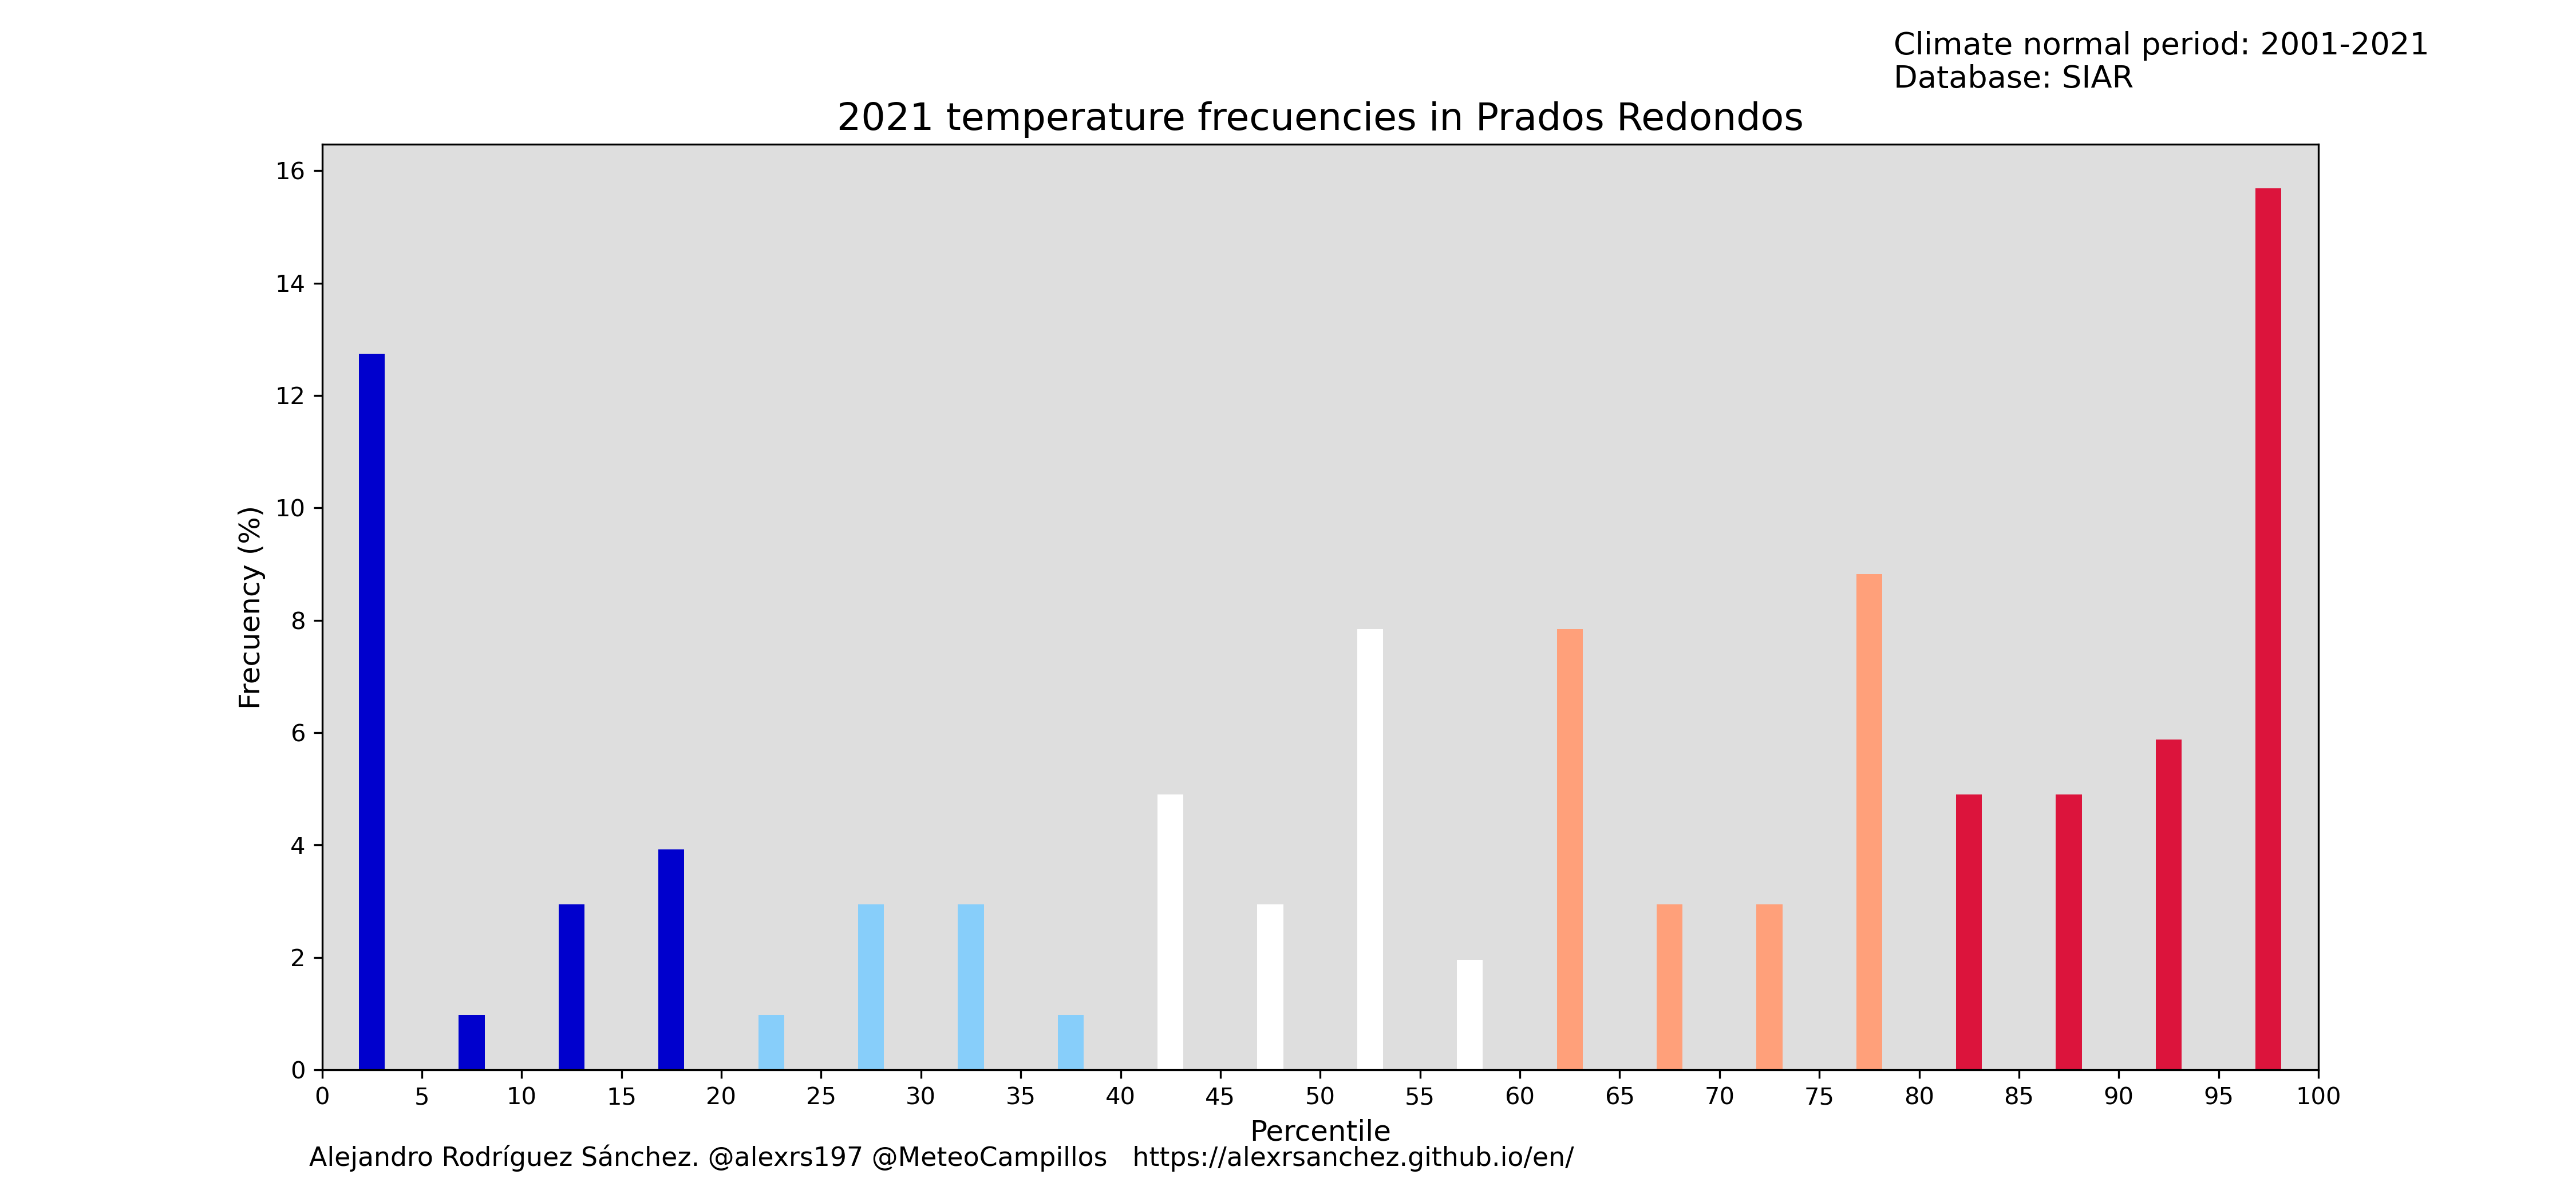 Climate normal period: 2001-2021
Database: SIAR
2021 temperature frecuencies in Prados Redondos
16
14
12
10
8
6
4
2
0
Frecuency (%)
0 5 10 15 20 25 30 35 40 45 50 55 60 65 70 75 80 85 90 95 100
Percentile
Alejandro Rodríguez Sánchez. @alexrs197 @MeteoCampillos https://alexrsanchez.github.io/en/